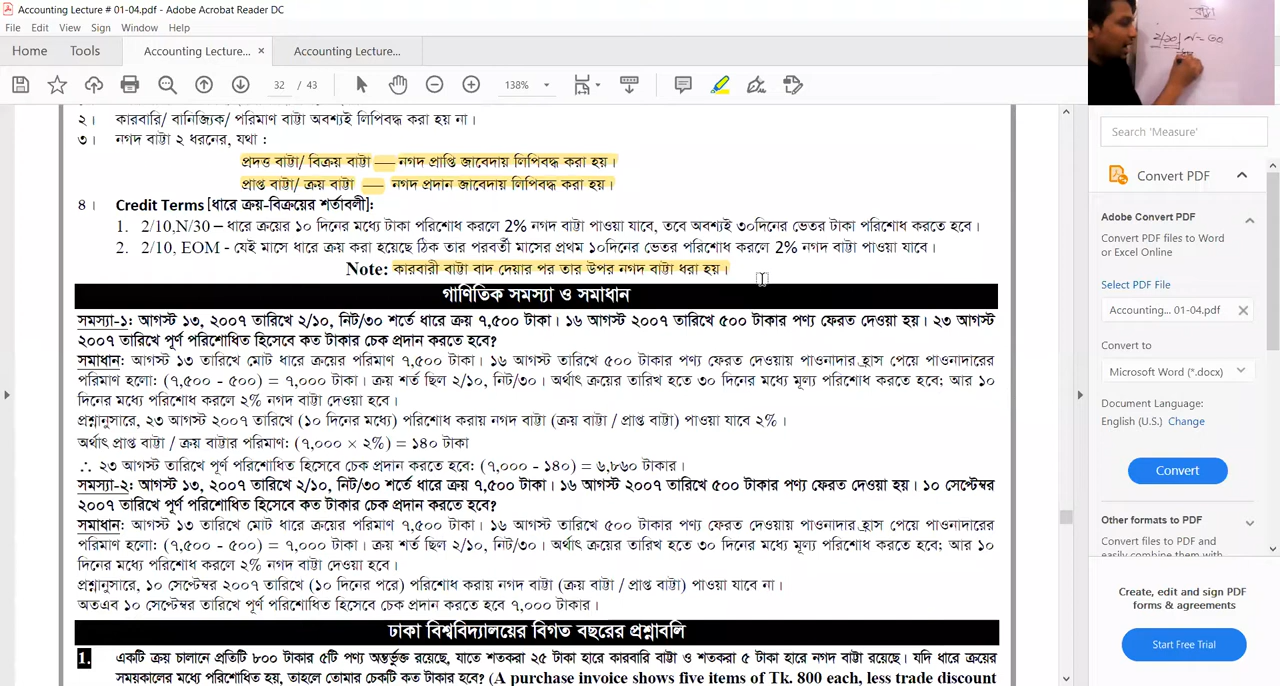 Accounting Lecture # 01-04.pdf - Adobe Acrobat Reader DC
File Edit View Sign Window Help
Home Tools Accounting Lecture... × Accounting Lecture...
32 / 43 138%
২। কারবারি/ বানিজ্যিক/ পরিমাণ বাট্টা অবশ্যই লিপিবদ্ধ করা হয় না।
৩। নগদ বাট্টা ২ ধরনের, যথা :
প্রদত্ত বাট্টা/ বিক্রয় বাট্টা — নগদ প্রাপ্তি জাবেদায় লিপিবদ্ধ করা হয়।
প্রাপ্ত বাট্টা/ ক্রয় বাট্টা — নগদ প্রদান জাবেদায় লিপিবদ্ধ করা হয়।
৪। Credit Terms [ধারে ক্রয়-বিক্রয়ের শর্তাবলী]:
1. 2/10,N/30 - ধারে ক্রয়ের ১০ দিনের মধ্যে টাকা পরিশোধ করলে 2% নগদ বাট্টা পাওয়া যাবে, তবে অবশ্যই ৩০দিনের ভেতর টাকা পরিশোধ করতে হবে।
2. 2/10, EOM - যেই মাসে ধারে ক্রয় করা হয়েছে ঠিক তার পরবর্তী মাসের প্রথম ১০দিনের ভেতর পরিশোধ করলে 2% নগদ বাট্টা পাওয়া যাবে।
Note: কারবারী বাট্টা বাদ দেয়ার পর তার উপর নগদ বাট্টা ধরা হয়।
গাণিতিক সমস্যা ও সমাধান
সমস্যা-১: আগস্ট ১৩, ২০০৭ তারিখে ২/১০, নিট/৩০ শর্তে ধারে ক্রয় ৭,৫০০ টাকা। ১৬ আগস্ট ২০০৭ তারিখে ৫০০ টাকার পণ্য ফেরত দেওয়া হয়। ২৩ আগস্ট
২০০৭ তারিখে পূর্ণ পরিশোধিত হিসেবে কত টাকার চেক প্রদান করতে হবে?
সমাধান: আগস্ট ১৩ তারিখে মোট ধারে ক্রয়ের পরিমাণ ৭,৫০০ টাকা। ১৬ আগস্ট তারিখে ৫০০ টাকার পণ্য ফেরত দেওয়ায় পাওনাদার হ্রাস পেয়ে পাওনাদারের
পরিমাণ হলো: (৭,৫০০ - ৫০০) = ৭,০০০ টাকা। ক্রয় শর্ত ছিল ২/১০, নিট/৩০। অর্থাৎ ক্রয়ের তারিখ হতে ৩০ দিনের মধ্যে মূল্য পরিশোধ করতে হবে; আর ১০
দিনের মধ্যে পরিশোধ করলে ২% নগদ বাট্টা দেওয়া হবে।
প্রশ্নানুসারে, ২৩ আগস্ট ২০০৭ তারিখে (১০ দিনের মধ্যে) পরিশোধ করায় নগদ বাট্টা (ক্রয় বাট্টা / প্রাপ্ত বাট্টা) পাওয়া যাবে ২%।
অর্থাৎ প্রাপ্ত বাট্টা / ক্রয় বাট্টার পরিমাণ: (৭,০০০ × ২%) = ১৪০ টাকা
∴ ২৩ আগস্ট তারিখে পূর্ণ পরিশোধিত হিসেবে চেক প্রদান করতে হবে: (৭,০০০ - ১৪০) = ৬,৮৬০ টাকার।
সমস্যা-২: আগস্ট ১৩, ২০০৭ তারিখে ২/১০, নিট/৩০ শর্তে ধারে ক্রয় ৭,৫০০ টাকা। ১৬ আগস্ট ২০০৭ তারিখে ৫০০ টাকার পণ্য ফেরত দেওয়া হয়। ১০ সেপ্টেম্বর
২০০৭ তারিখে পূর্ণ পরিশোধিত হিসেবে কত টাকার চেক প্রদান করতে হবে?
সমাধান: আগস্ট ১৩ তারিখে মোট ধারে ক্রয়ের পরিমাণ ৭,৫০০ টাকা। ১৬ আগস্ট তারিখে ৫০০ টাকার পণ্য ফেরত দেওয়ায় পাওনাদার হ্রাস পেয়ে পাওনাদারের
পরিমাণ হলো: (৭,৫০০ - ৫০০) = ৭,০০০ টাকা। ক্রয় শর্ত ছিল ২/১০, নিট/৩০। অর্থাৎ ক্রয়ের তারিখ হতে ৩০ দিনের মধ্যে মূল্য পরিশোধ করতে হবে; আর ১০
দিনের মধ্যে পরিশোধ করলে ২% নগদ বাট্টা দেওয়া হবে।
প্রশ্নানুসারে, ১০ সেপ্টেম্বর ২০০৭ তারিখে (১০ দিনের পরে) পরিশোধ করায় নগদ বাট্টা (ক্রয় বাট্টা / প্রাপ্ত বাট্টা) পাওয়া যাবে না।
অতএব ১০ সেপ্টেম্বর তারিখে পূর্ণ পরিশোধিত হিসেবে চেক প্রদান করতে হবে ৭,০০০ টাকার।
ঢাকা বিশ্ববিদ্যালয়ের বিগত বছরের প্রশ্নাবলি
1. একটি ক্রয় চালানে প্রতিটি ৮০০ টাকার ৫টি পণ্য অন্তর্ভুক্ত রয়েছে, যাতে শতকরা ২৫ টাকা হারে কারবারি বাট্টা ও শতকরা ৫ টাকা হারে নগদ বাট্টা রয়েছে। যদি ধারে ক্রয়ের
সময়কালের মধ্যে পরিশোধিত হয়, তাহলে তোমার চেকটি কত টাকার হবে? (A purchase invoice shows five items of Tk. 800 each, less trade discount
Search 'Measure'
Convert PDF
Adobe Convert PDF
Convert PDF files to Word
or Excel Online
Select PDF File
Accounting... 01-04.pdf ×
Convert to
Microsoft Word (*.docx)
Document Language:
English (U.S.) Change
Convert
Other formats to PDF
Convert files to PDF and
easily combine them with
Create, edit and sign PDF
forms & agreements
Start Free Trial